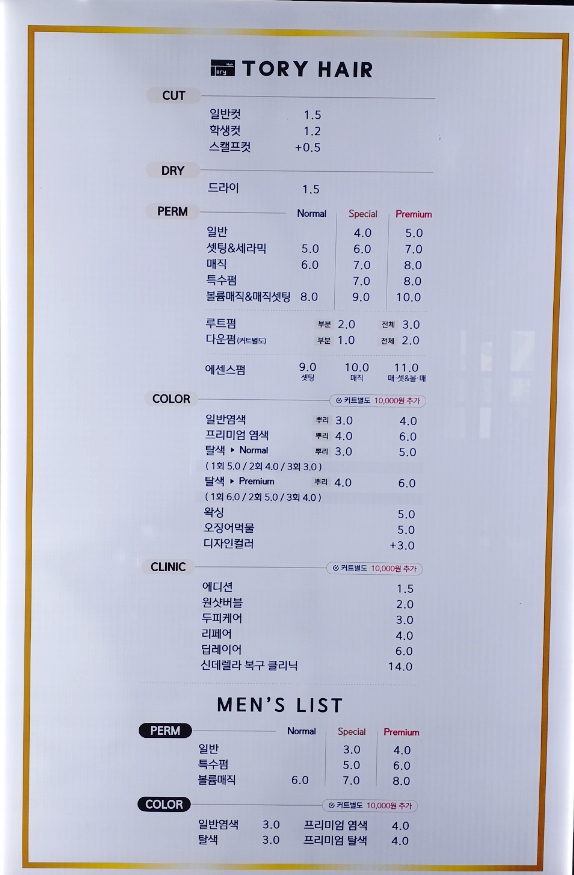 Tory Hair TORY HAIR
CUT
일반컷 1.5
학생컷 1.2
스캘프컷 +0.5
DRY
드라이 1.5
PERM Normal Special Premium
일반 4.0 5.0
셋팅&세라믹 5.0 6.0 7.0
매직 6.0 7.0 8.0
특수펌 7.0 8.0
볼륨매직&매직셋팅 8.0 9.0 10.0
루트펌 부분 2.0 전체 3.0
다운펌(커트별도) 부분 1.0 전체 2.0
에센스펌 9.0 10.0 11.0
셋팅 매직 매·셋&볼·매
COLOR 커트별도 10,000원 추가
일반염색 뿌리 3.0 4.0
프리미엄 염색 뿌리 4.0 6.0
탈색 ▶ Normal 뿌리 3.0 5.0
(1회 5.0 / 2회 4.0 / 3회 3.0)
탈색 ▶ Premium 뿌리 4.0 6.0
(1회 6.0 / 2회 5.0 / 3회 4.0)
왁싱 5.0
오징어먹물 5.0
디자인컬러 +3.0
CLINIC 커트별도 10,000원 추가
에디션 1.5
원샷버블 2.0
두피케어 3.0
리페어 4.0
딥레이어 6.0
신데렐라 복구 클리닉 14.0
MEN'S LIST
PERM Normal Special Premium
일반 3.0 4.0
특수펌 5.0 6.0
볼륨매직 6.0 7.0 8.0
COLOR 커트별도 10,000원 추가
일반염색 3.0 프리미엄 염색 4.0
탈색 3.0 프리미엄 탈색 4.0